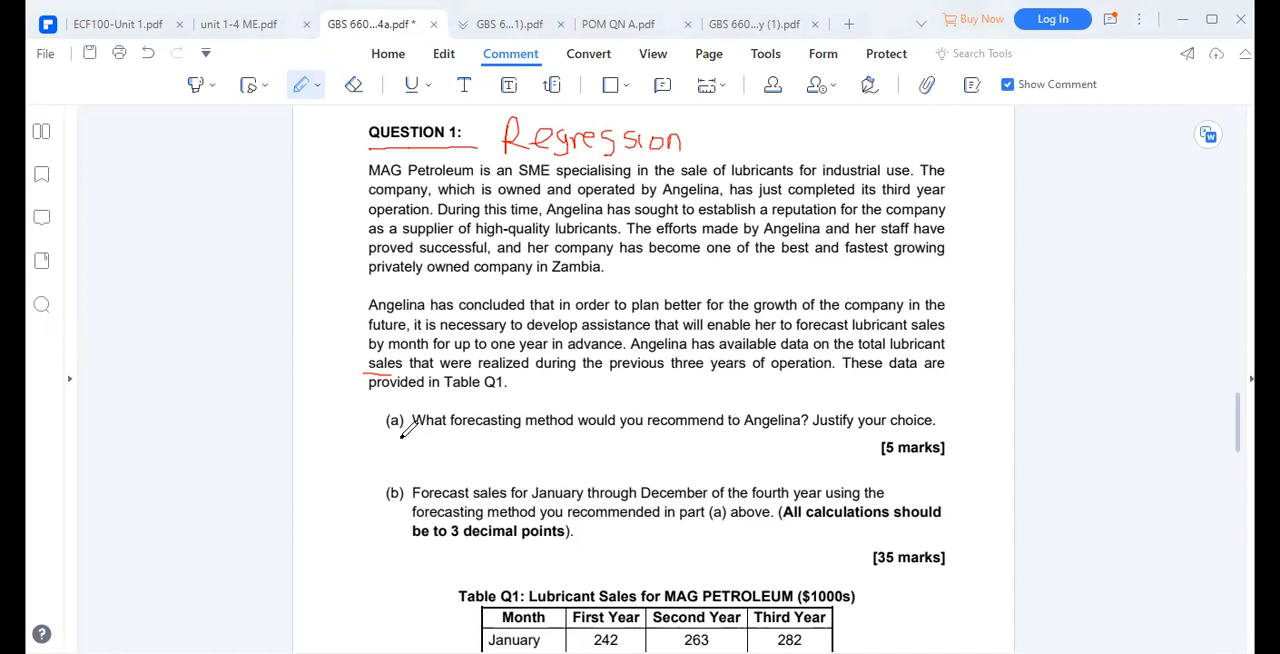 ECF100-Unit 1.pdf × unit 1-4 ME.pdf × GBS 660...4a.pdf * × GBS 6...1).pdf × POM QN A.pdf × GBS 660...y (1).pdf × + Buy Now Log In
File Home Edit Comment Convert View Page Tools Form Protect Search Tools
Show Comment
QUESTION 1: Regression
MAG Petroleum is an SME specialising in the sale of lubricants for industrial use. The
company, which is owned and operated by Angelina, has just completed its third year
operation. During this time, Angelina has sought to establish a reputation for the company
as a supplier of high-quality lubricants. The efforts made by Angelina and her staff have
proved successful, and her company has become one of the best and fastest growing
privately owned company in Zambia.
Angelina has concluded that in order to plan better for the growth of the company in the
future, it is necessary to develop assistance that will enable her to forecast lubricant sales
by month for up to one year in advance. Angelina has available data on the total lubricant
sales that were realized during the previous three years of operation. These data are
provided in Table Q1.
(a) What forecasting method would you recommend to Angelina? Justify your choice.
[5 marks]
(b) Forecast sales for January through December of the fourth year using the
forecasting method you recommended in part (a) above. (All calculations should
be to 3 decimal points).
[35 marks]
Table Q1: Lubricant Sales for MAG PETROLEUM ($1000s)
Month First Year Second Year Third Year
January 242 263 282